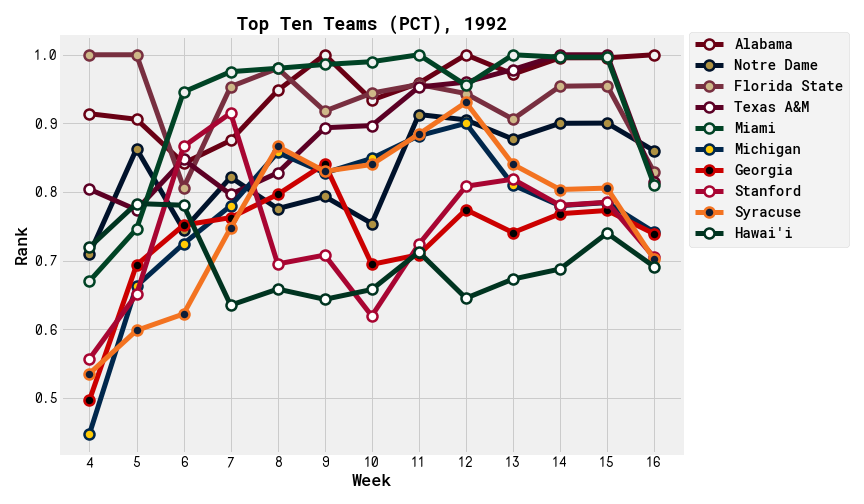 Top Ten Teams (PCT), 1992
1.0
0.9
0.8
0.7
0.6
0.5
Rank
4 5 6 7 8 9 10 11 12 13 14 15 16
Week
Alabama
Notre Dame
Florida State
Texas A&M
Miami
Michigan
Georgia
Stanford
Syracuse
Hawai'i